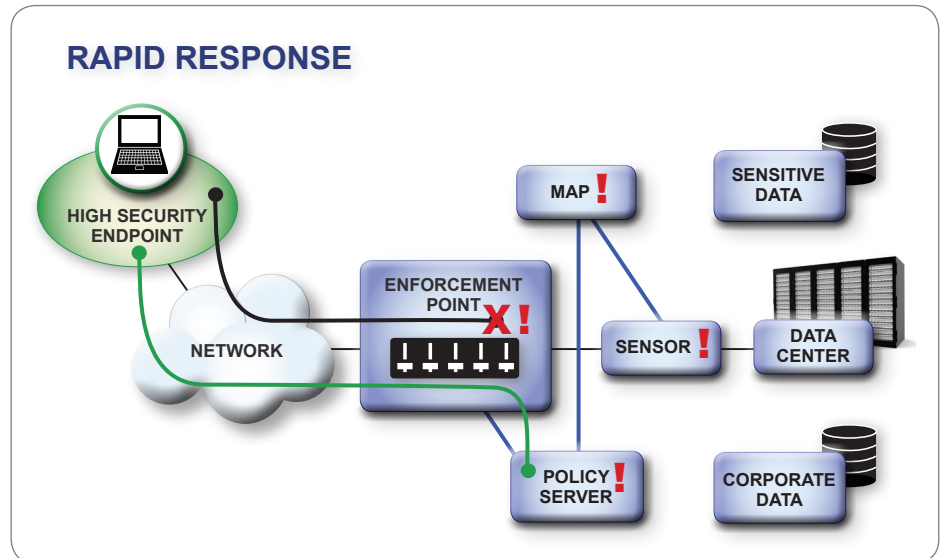 RAPID RESPONSE
HIGH SECURITY
ENDPOINT
NETWORK
ENFORCEMENT
POINT
X!
MAP !
SENSOR !
POLICY !
SERVER
SENSITIVE
DATA
DATA
CENTER
CORPORATE
DATA